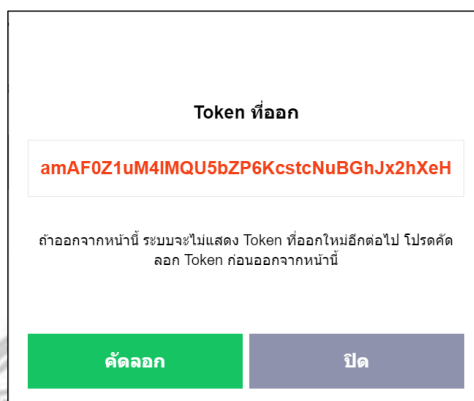 Token ที่ออก
amAF0Z1uM4IMQU5bZP6KcstcNuBGhJx2hXeH
ถ้าออกจากหน้านี้ ระบบจะไม่แสดง Token ที่ออกใหม่อีกต่อไป โปรดคัด
ลอก Token ก่อนออกจากหน้านี้
คัดลอก ปิด